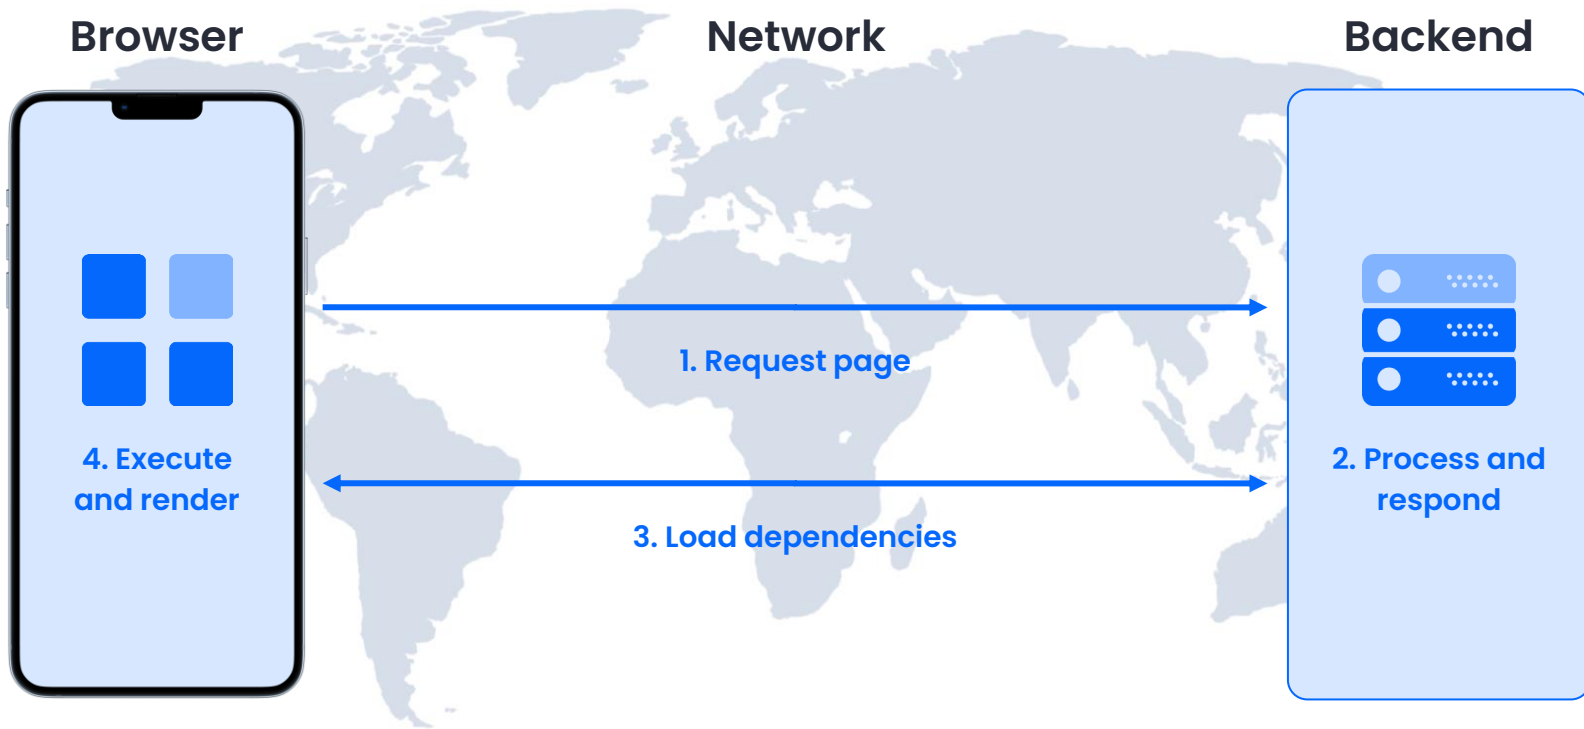 Browser
Network
Backend
1. Request page
4. Execute
and render
2. Process and
respond
3. Load dependencies